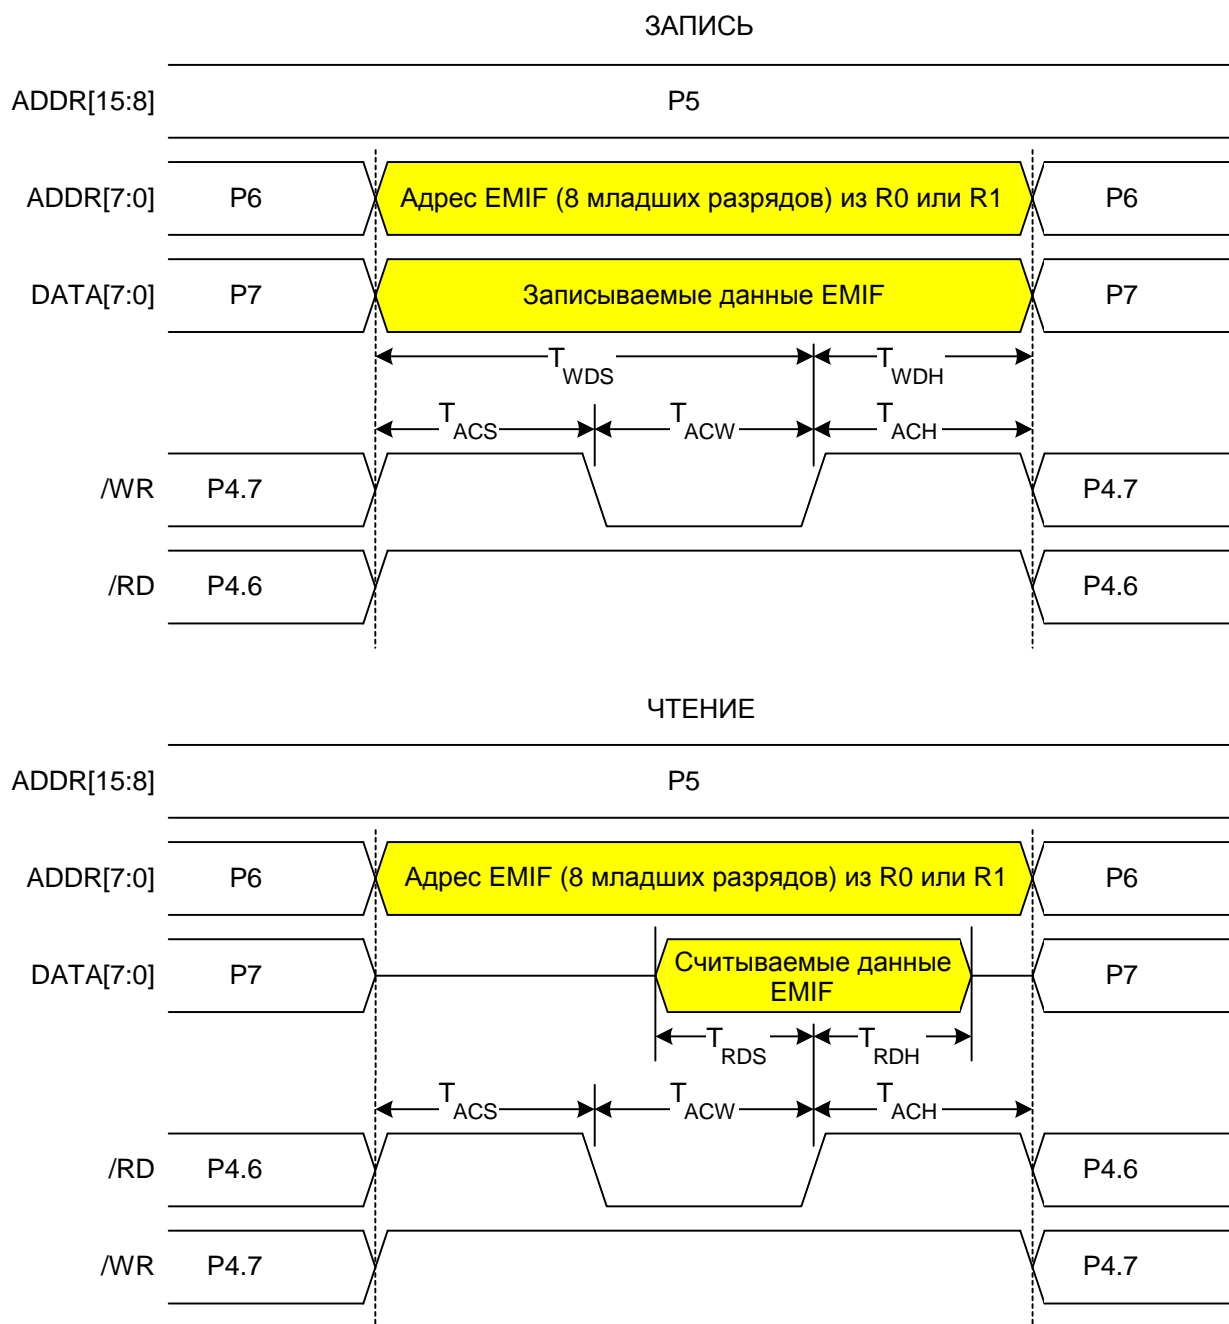 ЗАПИСЬ
ADDR[15:8] P5
ADDR[7:0] P6 Адрес EMIF (8 младших разрядов) из R0 или R1 P6
DATA[7:0] P7 Записываемые данные EMIF P7
TWDS TWDH
TACS TACW TACH
/WR P4.7 P4.7
/RD P4.6 P4.6
ЧТЕНИЕ
ADDR[15:8] P5
ADDR[7:0] P6 Адрес EMIF (8 младших разрядов) из R0 или R1 P6
DATA[7:0] P7 Считываемые данные P7
EMIF
TRDS TRDH
TACS TACW TACH
/RD P4.6 P4.6
/WR P4.7 P4.7